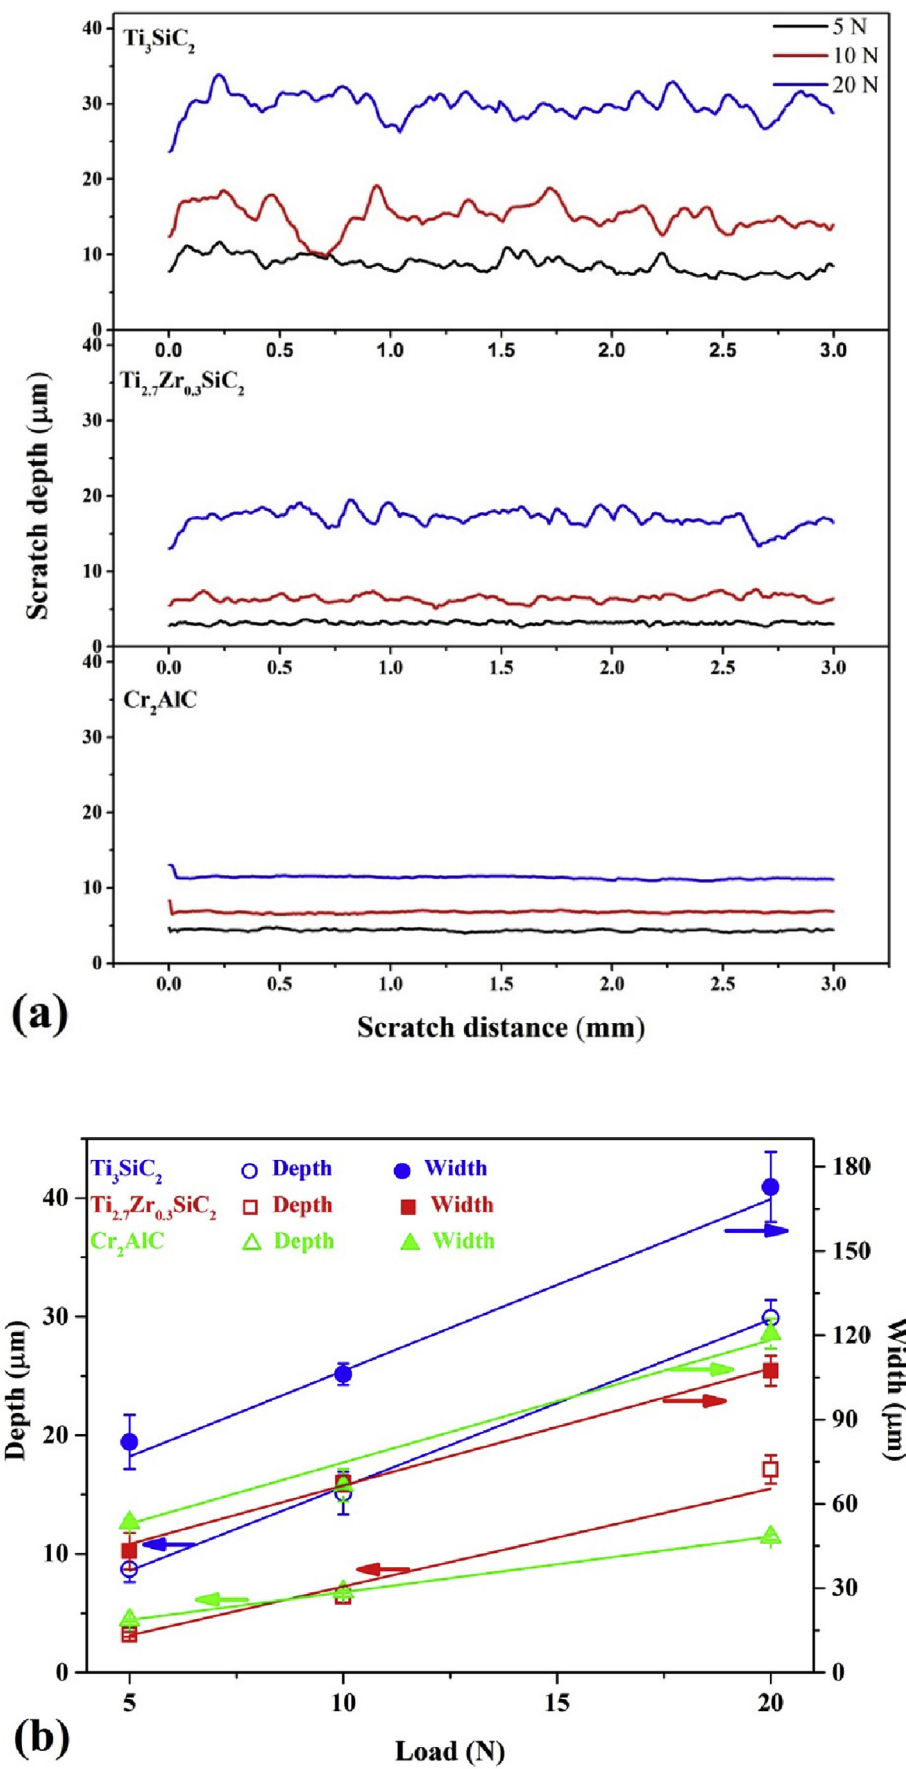 40
Ti3SiC2
5 N
10 N
20 N
30
20
10
0
0.0 0.5 1.0 1.5 2.0 2.5 3.0
40
Ti2.7Zr0.3SiC2
30
20
10
0
0.0 0.5 1.0 1.5 2.0 2.5 3.0
40
Cr2AlC
30
20
10
0
0.0 0.5 1.0 1.5 2.0 2.5 3.0
Scratch depth (μm)
Scratch distance (mm)
(a)
Ti3SiC2 Depth Width
Ti2.7Zr0.3SiC2 Depth Width
Cr2AlC Depth Width
40
30
20
10
0
Depth (μm)
180
150
120
90
60
30
0
Width (μm)
5 10 15 20
Load (N)
(b)